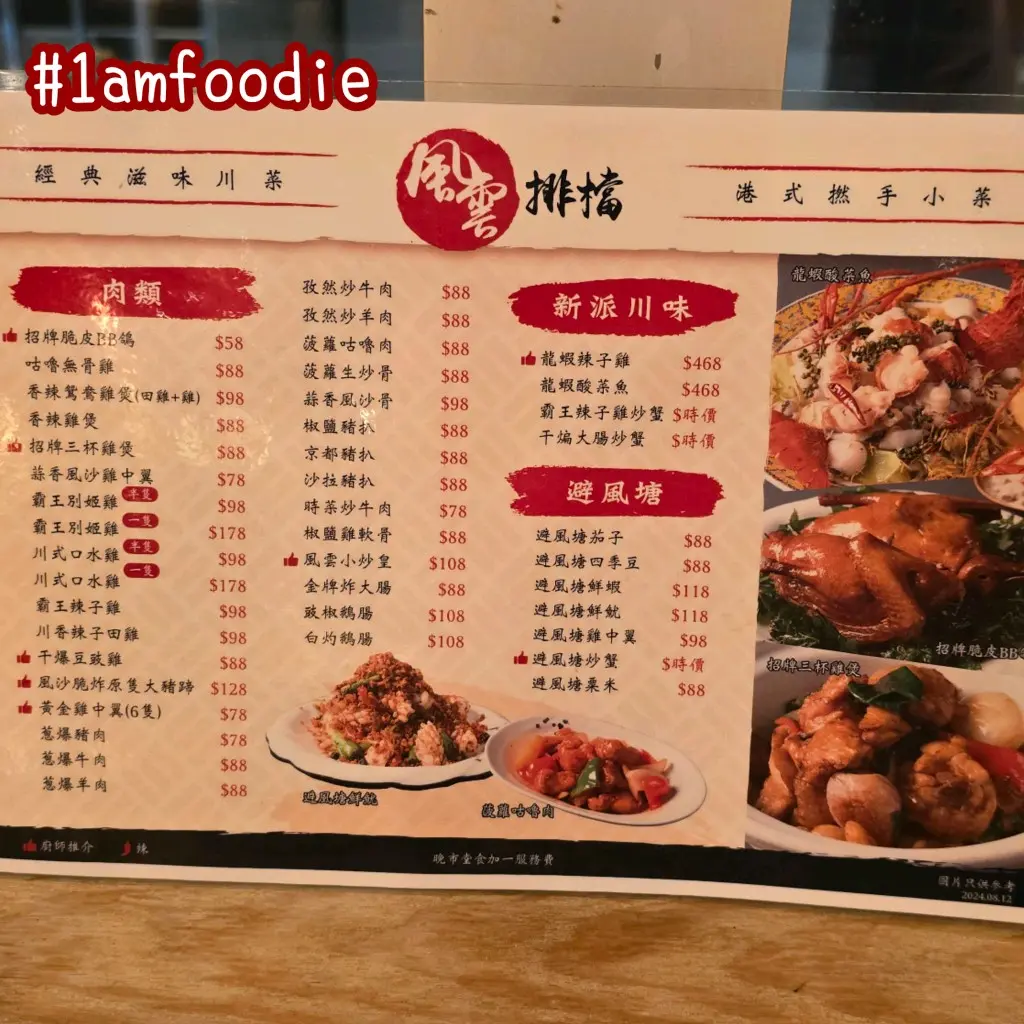 #1amfoodie
經典滋味川菜
風雲排檔
港式撚手小菜
肉類
招牌脆皮BB鴿 $58
咕嚕無骨雞 $88
香辣鴛鴦雞煲(田雞+雞) $98
香辣雞煲 $88
招牌三杯雞煲 $88
蒜香風沙雞中翼 $78
霸王別姬雞 半隻 $98
霸王別姬雞 一隻 $178
川式口水雞 半隻 $98
川式口水雞 一隻 $178
霸王辣子雞 $98
川香辣子田雞 $98
干爆豆豉雞 $88
風沙脆炸原隻大豬蹄 $128
黃金雞中翼(6隻) $78
蔥爆豬肉 $78
蔥爆牛肉 $88
蔥爆羊肉 $88
孜然炒牛肉 $88
孜然炒羊肉 $88
菠蘿咕嚕肉 $88
菠蘿生炒骨 $88
蒜香風沙骨 $98
椒鹽豬扒 $88
京都豬扒 $88
沙拉豬扒 $88
時菜炒牛肉 $78
椒鹽雞軟骨 $88
風雲小炒皇 $108
金牌炸大腸 $88
豉椒鵝腸 $108
白灼鵝腸 $108
新派川味
龍蝦辣子雞 $468
龍蝦酸菜魚 $468
霸王辣子雞炒蟹 $時價
干煸大腸炒蟹 $時價
避風塘
避風塘茄子 $88
避風塘四季豆 $88
避風塘鮮蝦 $118
避風塘鮮魷 $118
避風塘雞中翼 $98
避風塘炒蟹 $時價
避風塘粟米 $88
避風塘鮮魷
菠蘿咕嚕肉
龍蝦酸菜魚
招牌脆皮BB
招牌三杯雞煲
廚師推介
辣
晚市堂食加一服務費
圖片只供參考
2024.08.12